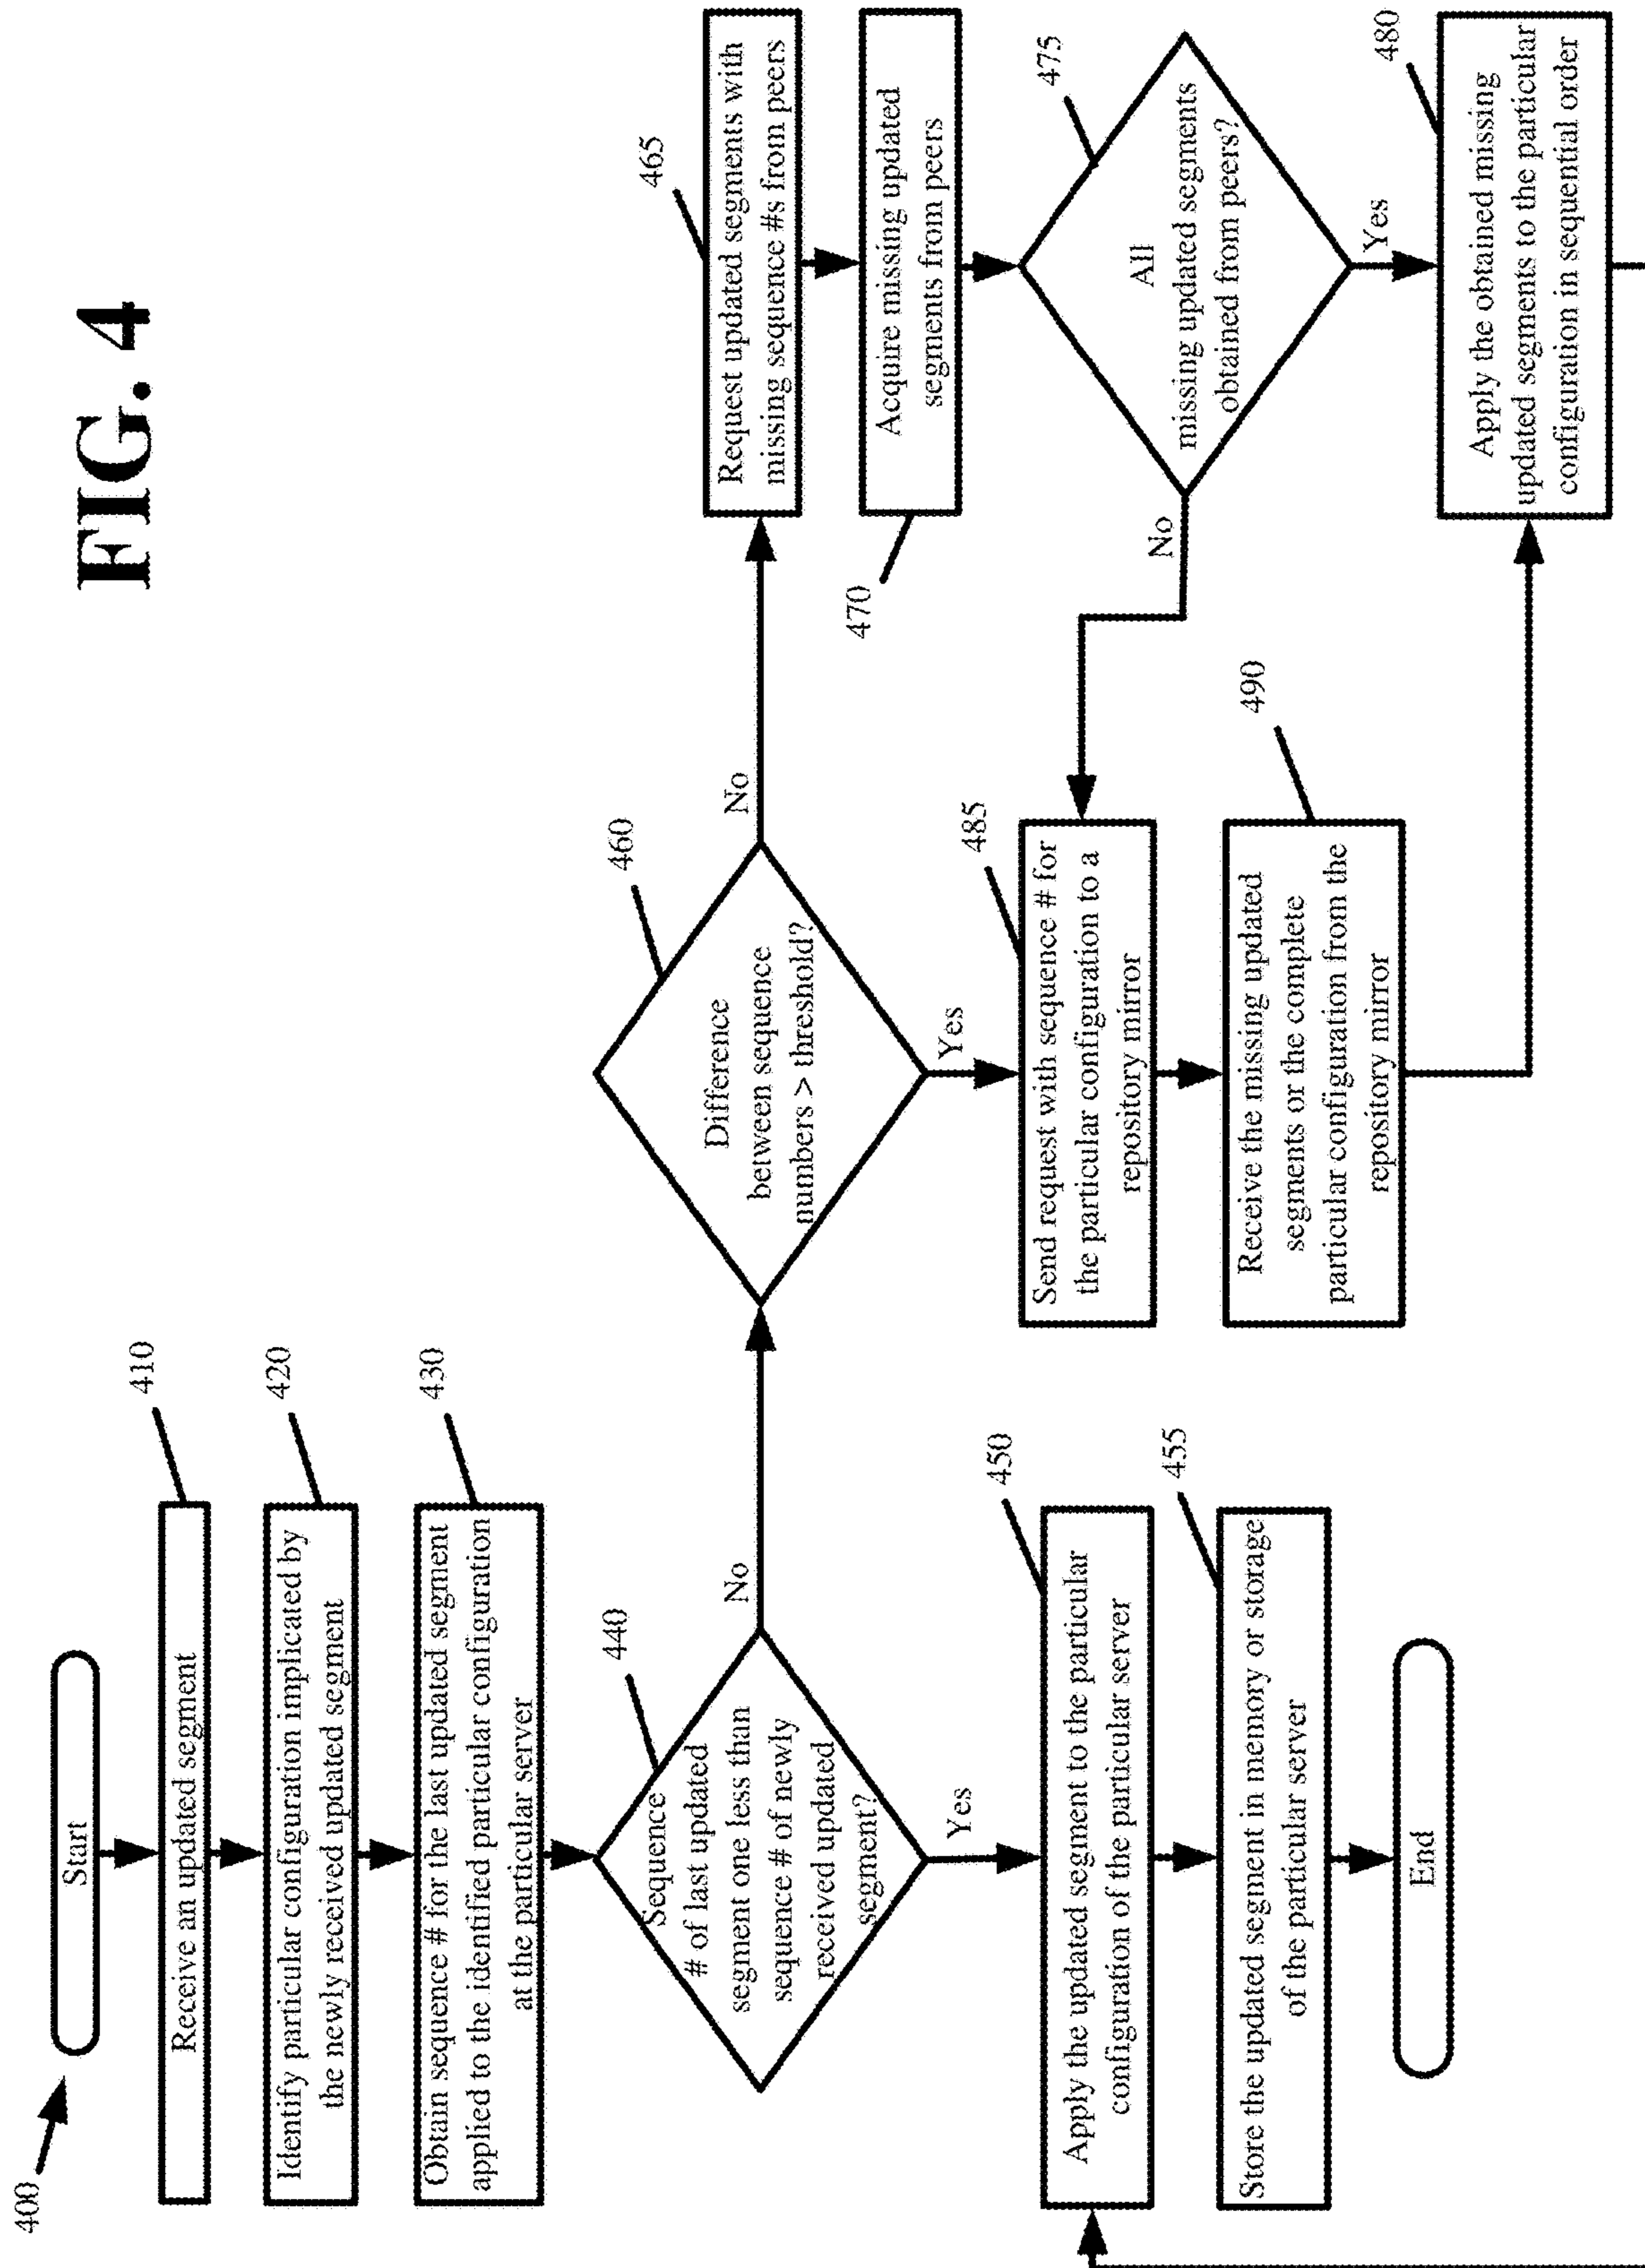 FIG. 4
400
Start
410
Receive an updated segment
420
Identify particular configuration implicated by
the newly received updated segment
430
Obtain sequence # for the last updated segment
applied to the identified particular configuration
at the particular server
440
Sequence
# of last updated
segment one less than
sequence # of newly
received updated
segment?
No
Yes
450
Apply the updated segment to the particular
configuration of the particular server
455
Store the updated segment in memory or storage
of the particular server
End
460
Difference
between sequence
numbers > threshold?
No
Yes
465
Request updated segments with
missing sequence #s from peers
470
Acquire missing updated
segments from peers
475
All
missing updated segments
obtained from peers?
No
Yes
480
Apply the obtained missing
updated segments to the particular
configuration in sequential order
485
Send request with sequence # for
the particular configuration to a
repository mirror
490
Receive the missing updated
segments or the complete
particular configuration from the
repository mirror